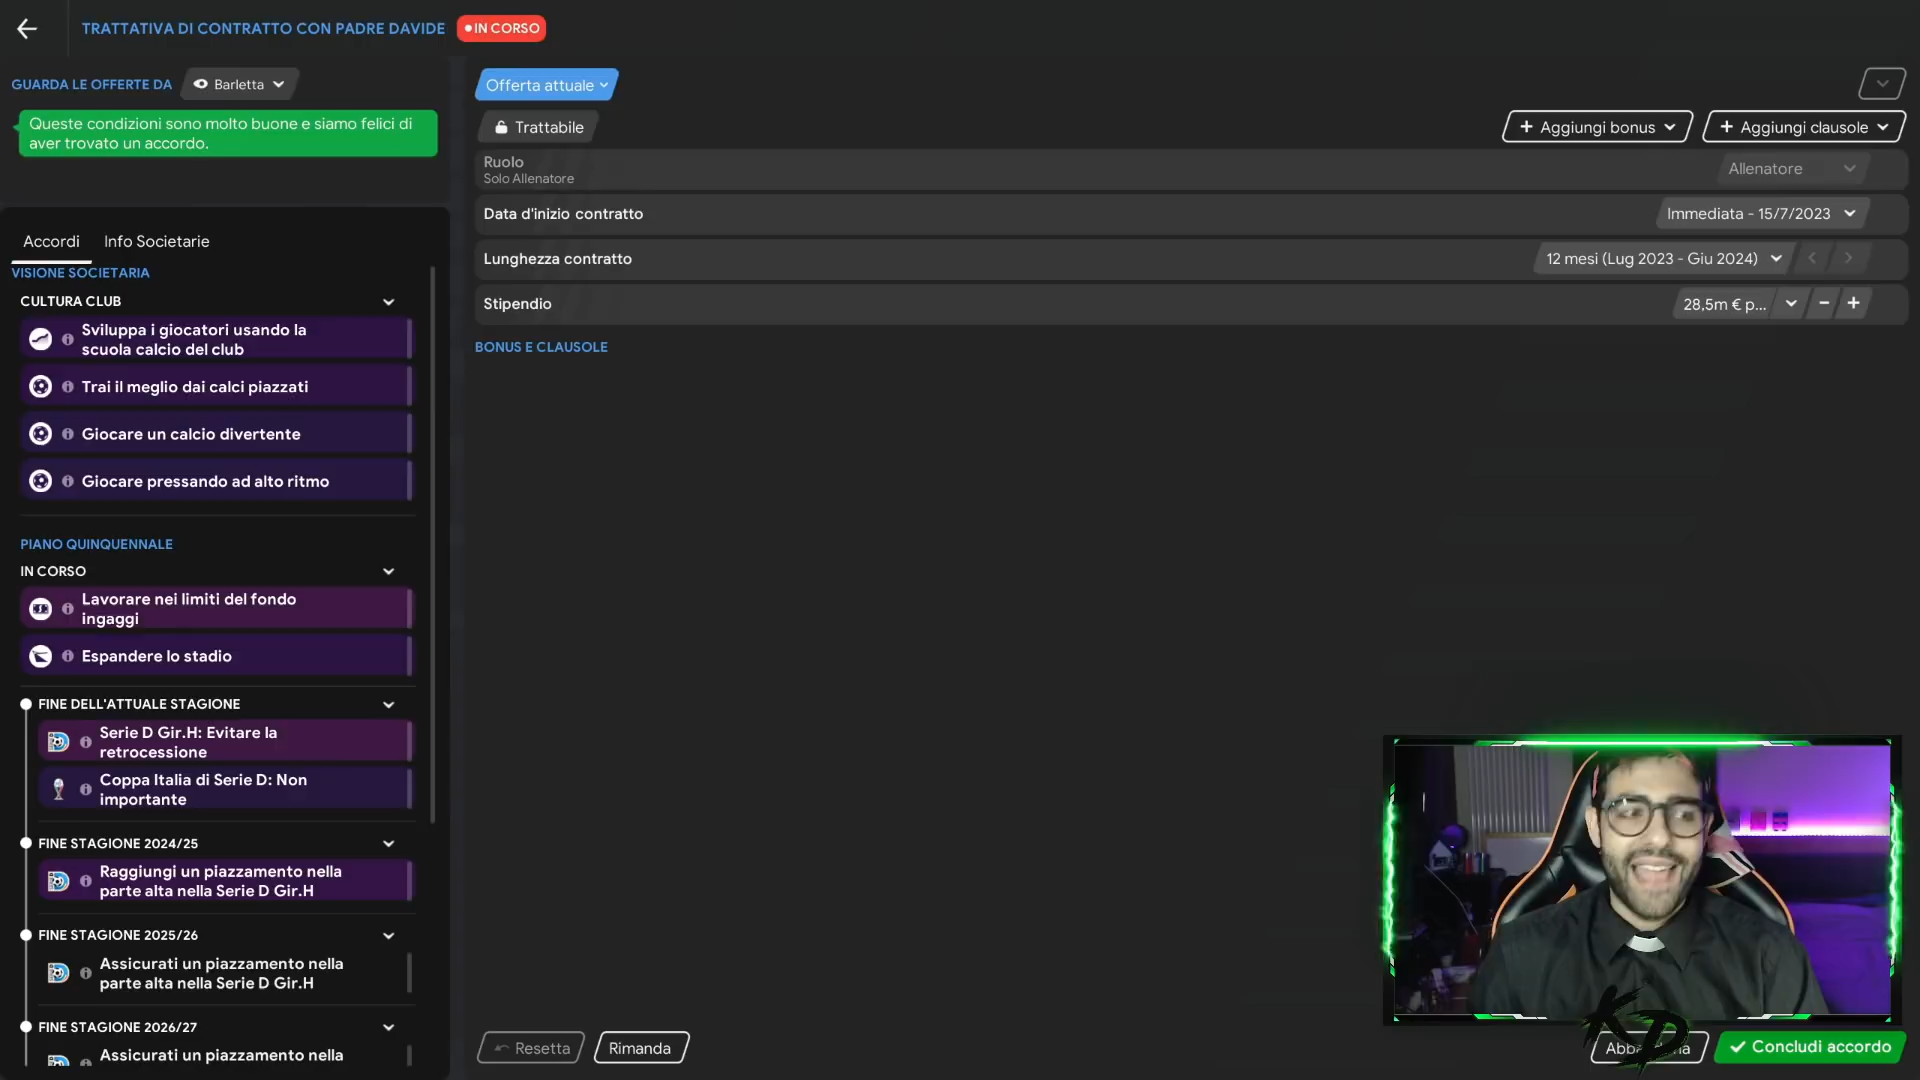 TRATTATIVA DI CONTRATTO CON PADRE DAVIDE
IN CORSO
GUARDA LE OFFERTE DA
Barletta
Queste condizioni sono molto buone e siamo felici di
aver trovato un accordo.
Accordi
Info Societarie
VISIONE SOCIETARIA
CULTURA CLUB
Sviluppa i giocatori usando la
scuola calcio del club
Trai il meglio dai calci piazzati
Giocare un calcio divertente
Giocare pressando ad alto ritmo
PIANO QUINQUENNALE
IN CORSO
Lavorare nei limiti del fondo
ingaggi
Espandere lo stadio
FINE DELL'ATTUALE STAGIONE
Serie D Gir.H: Evitare la
retrocessione
Coppa Italia di Serie D: Non
importante
FINE STAGIONE 2024/25
Raggiungi un piazzamento nella
parte alta nella Serie D Gir.H
FINE STAGIONE 2025/26
Assicurati un piazzamento nella
parte alta nella Serie D Gir.H
FINE STAGIONE 2026/27
Assicurati un piazzamento nella
Offerta attuale
Trattabile
+ Aggiungi bonus
+ Aggiungi clausole
Ruolo
Solo Allenatore
Allenatore
Data d'inizio contratto
Immediata - 15/7/2023
Lunghezza contratto
12 mesi (Lug 2023 - Giu 2024)
Stipendio
28,5m € p...
BONUS E CLAUSOLE
Resetta
Rimanda
KD
Concludi accordo